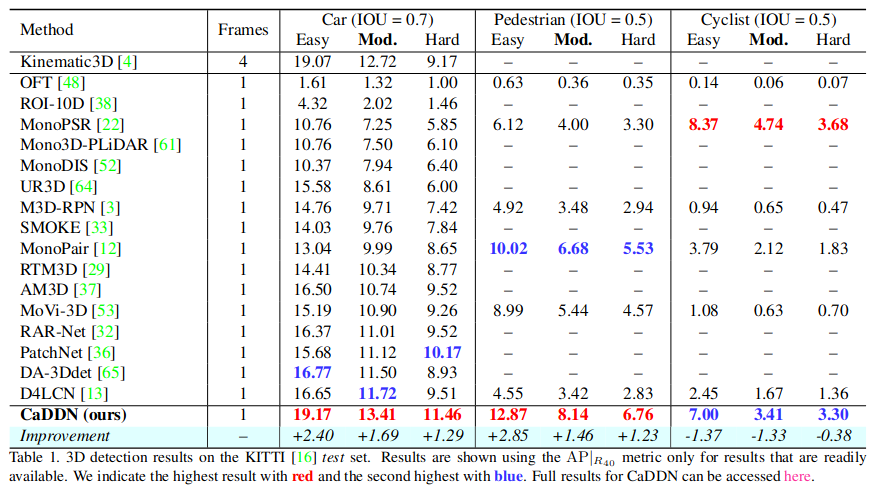 Method Frames Car (IOU = 0.7) Pedestrian (IOU = 0.5) Cyclist (IOU = 0.5)
Easy Mod. Hard Easy Mod. Hard Easy Mod. Hard
Kinematic3D [4] 4 19.07 12.72 9.17 – – – – – –
OFT [48] 1 1.61 1.32 1.00 0.63 0.36 0.35 0.14 0.06 0.07
ROI-10D [38] 1 4.32 2.02 1.46 – – – – – –
MonoPSR [22] 1 10.76 7.25 5.85 6.12 4.00 3.30 8.37 4.74 3.68
Mono3D-PLiDAR [61] 1 10.76 7.50 6.10 – – – – – –
MonoDIS [52] 1 10.37 7.94 6.40 – – – – – –
UR3D [64] 1 15.58 8.61 6.00 – – – – – –
M3D-RPN [3] 1 14.76 9.71 7.42 4.92 3.48 2.94 0.94 0.65 0.47
SMOKE [33] 1 14.03 9.76 7.84 – – – – – –
MonoPair [12] 1 13.04 9.99 8.65 10.02 6.68 5.53 3.79 2.12 1.83
RTM3D [29] 1 14.41 10.34 8.77 – – – – – –
AM3D [37] 1 16.50 10.74 9.52 – – – – – –
MoVi-3D [53] 1 15.19 10.90 9.26 8.99 5.44 4.57 1.08 0.63 0.70
RAR-Net [32] 1 16.37 11.01 9.52 – – – – – –
PatchNet [36] 1 15.68 11.12 10.17 – – – – – –
DA-3Ddet [65] 1 16.77 11.50 8.93 – – – – – –
D4LCN [13] 1 16.65 11.72 9.51 4.55 3.42 2.83 2.45 1.67 1.36
CaDDN (ours) 1 19.17 13.41 11.46 12.87 8.14 6.76 7.00 3.41 3.30
Improvement – +2.40 +1.69 +1.29 +2.85 +1.46 +1.23 -1.37 -1.33 -0.38
Table 1. 3D detection results on the KITTI [16] test set. Results are shown using the AP|R40 metric only for results that are readily
available. We indicate the highest result with red and the second highest with blue. Full results for CaDDN can be accessed here.